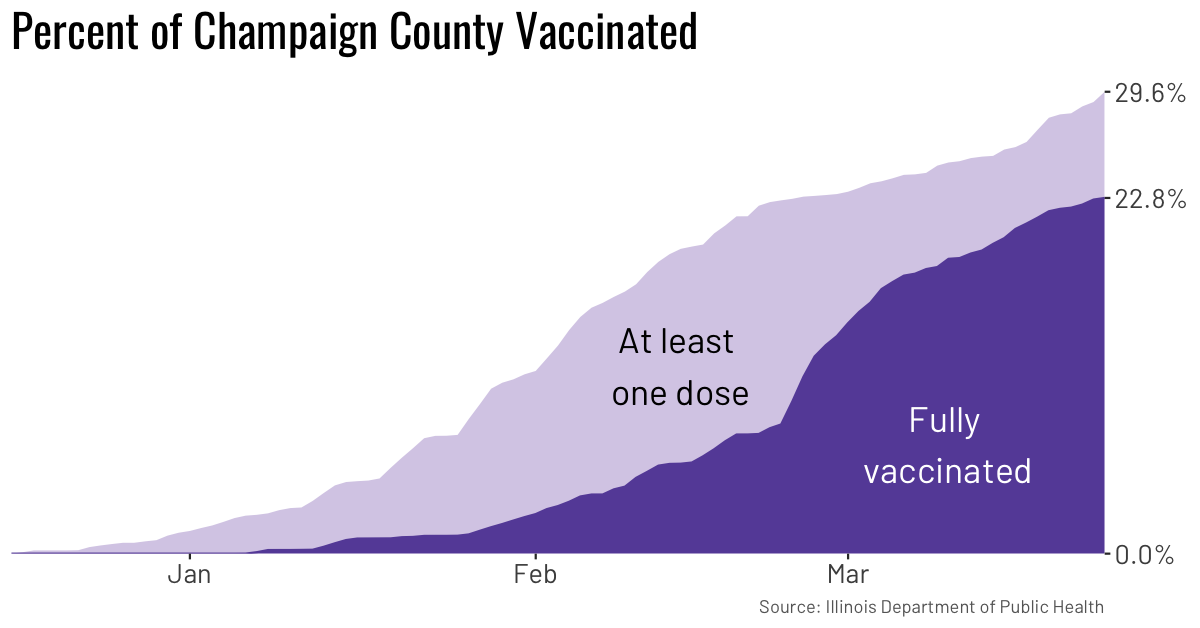 Percent of Champaign County Vaccinated
29.6%
22.8%
At least
one dose
Fully
vaccinated
0.0%
Jan
Feb
Mar
Source: Illinois Department of Public Health